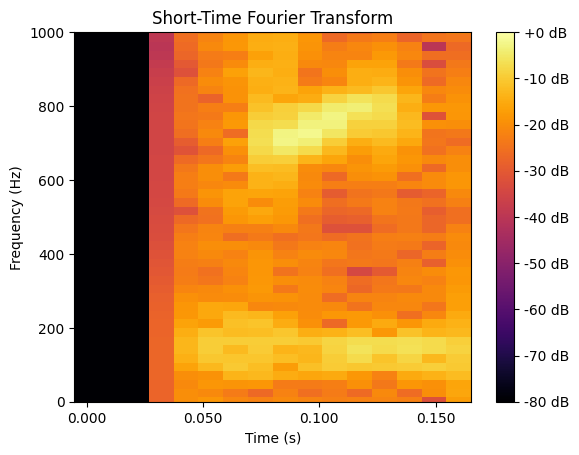 Short-Time Fourier Transform
1000
800
600
400
200
0
Frequency (Hz)
0.000
0.050
0.100
0.150
Time (s)
+0 dB
-10 dB
-20 dB
-30 dB
-40 dB
-50 dB
-60 dB
-70 dB
-80 dB